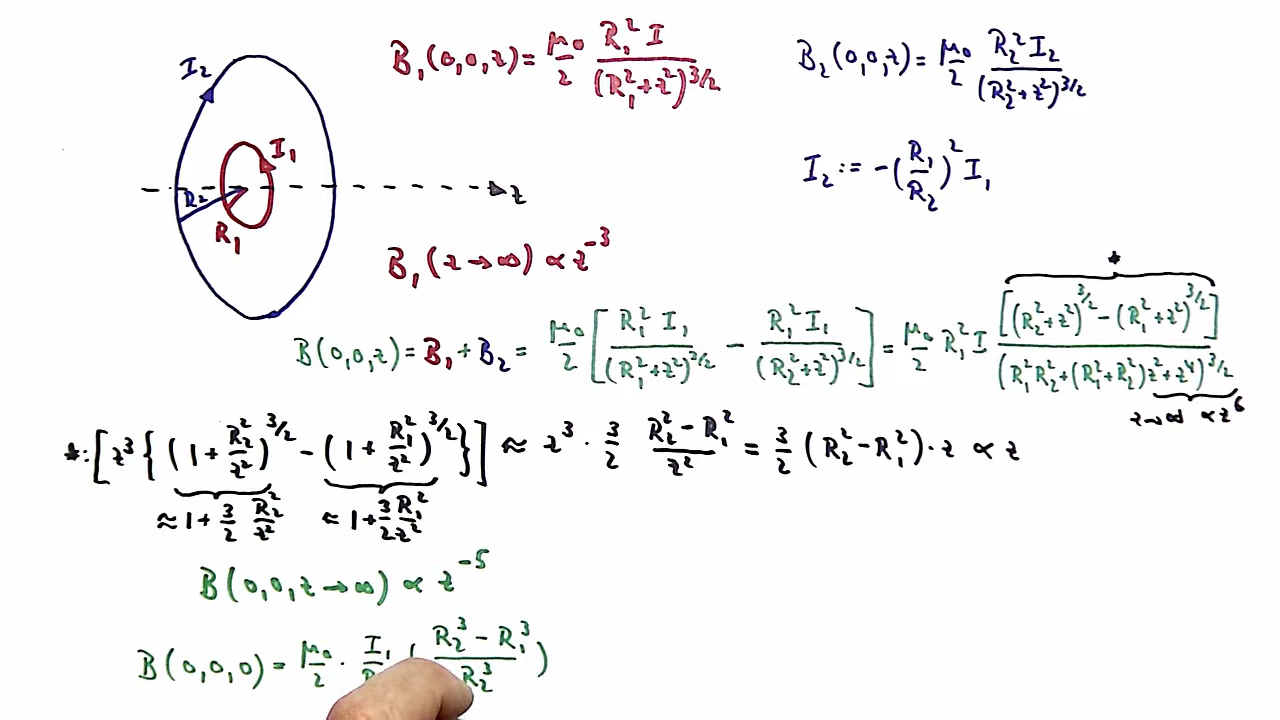 B₁(0,0,z) = μ₀/2 R₁² I/(R₁²+z²)^3/2
B₂(0,0,z) = μ₀/2 R₂² I₂/(R₂²+z²)^3/2
I₂
I₁
I₂ := -(R₁/R₂)² I₁
R₂
z
R₁
B₁(z→∞) ∝ z⁻³
*
B(0,0,z) = B₁ + B₂ = μ₀/2 [R₁² I₁/(R₁²+z²)^3/2 - R₁² I₁/(R₂²+z²)^3/2] = μ₀/2 R₁² I [(R₂²+z²)^3/2 - (R₁²+z²)^3/2]/(R₁²R₂²+(R₁²+R₂²)z²+z⁴)^3/2
z→∞ ∝ z⁶
*: [z³{(1+R₂²/z²)^3/2 - (1+R₁²/z²)^3/2}] ≈ z³ · 3/2 R₂²-R₁²/z² = 3/2 (R₂²-R₁²)·z ∝ z
≈ 1+ 3/2 R₂²/z² ≈ 1+ 3/2 R₁²/z²
B(0,0,z→∞) ∝ z⁻⁵
B(0,0,0) = μ₀/2 · I₁ (R₂³-R₁³/R₂³)